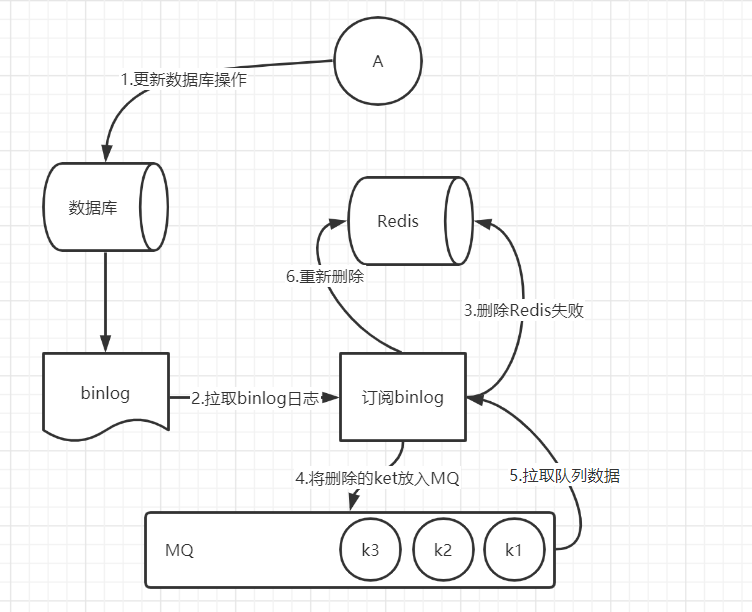 A
1.更新数据库操作
数据库
Redis
6.重新删除
3.删除Redis失败
binlog
2.拉取binlog日志
订阅binlog
4.将删除的ket放入MQ
5.拉取队列数据
MQ
k3
k2
k1